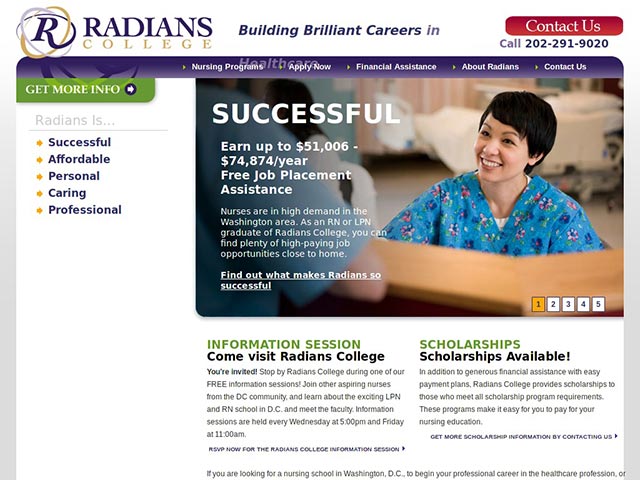 RADIANS
COLLEGE
Building Brilliant Careers in
Healthcare
Contact Us
Call 202-291-9020
Nursing Programs
Apply Now
Financial Assistance
About Radians
Contact Us
GET MORE INFO
Radians Is...
Successful
Affordable
Personal
Caring
Professional
SUCCESSFUL
Earn up to $51,006 -
$74,874/year
Free Job Placement
Assistance
Nurses are in high demand in the
Washington area. As an RN or LPN
graduate of Radians College, you can
find plenty of high-paying job
opportunities close to home.
Find out what makes Radians so
successful
1 2 3 4 5
INFORMATION SESSION
Come visit Radians College
You're invited! Stop by Radians College during one of our
FREE information sessions! Join other aspiring nurses
from the DC community, and learn about the exciting LPN
and RN school in D.C. and meet the faculty. Information
sessions are held every Wednesday at 5:00pm and Friday
at 11:00am.
RSVP NOW FOR THE RADIANS COLLEGE INFORMATION SESSION
SCHOLARSHIPS
Scholarships Available!
In addition to generous financial assistance with easy
payment plans, Radians College provides scholarships to
those who meet all scholarship program requirements.
These programs make it easy for you to pay for your
nursing education.
GET MORE SCHOLARSHIP INFORMATION BY CONTACTING US
If you are looking for a nursing school in Washington, D.C., to begin your professional career in the healthcare profession, or